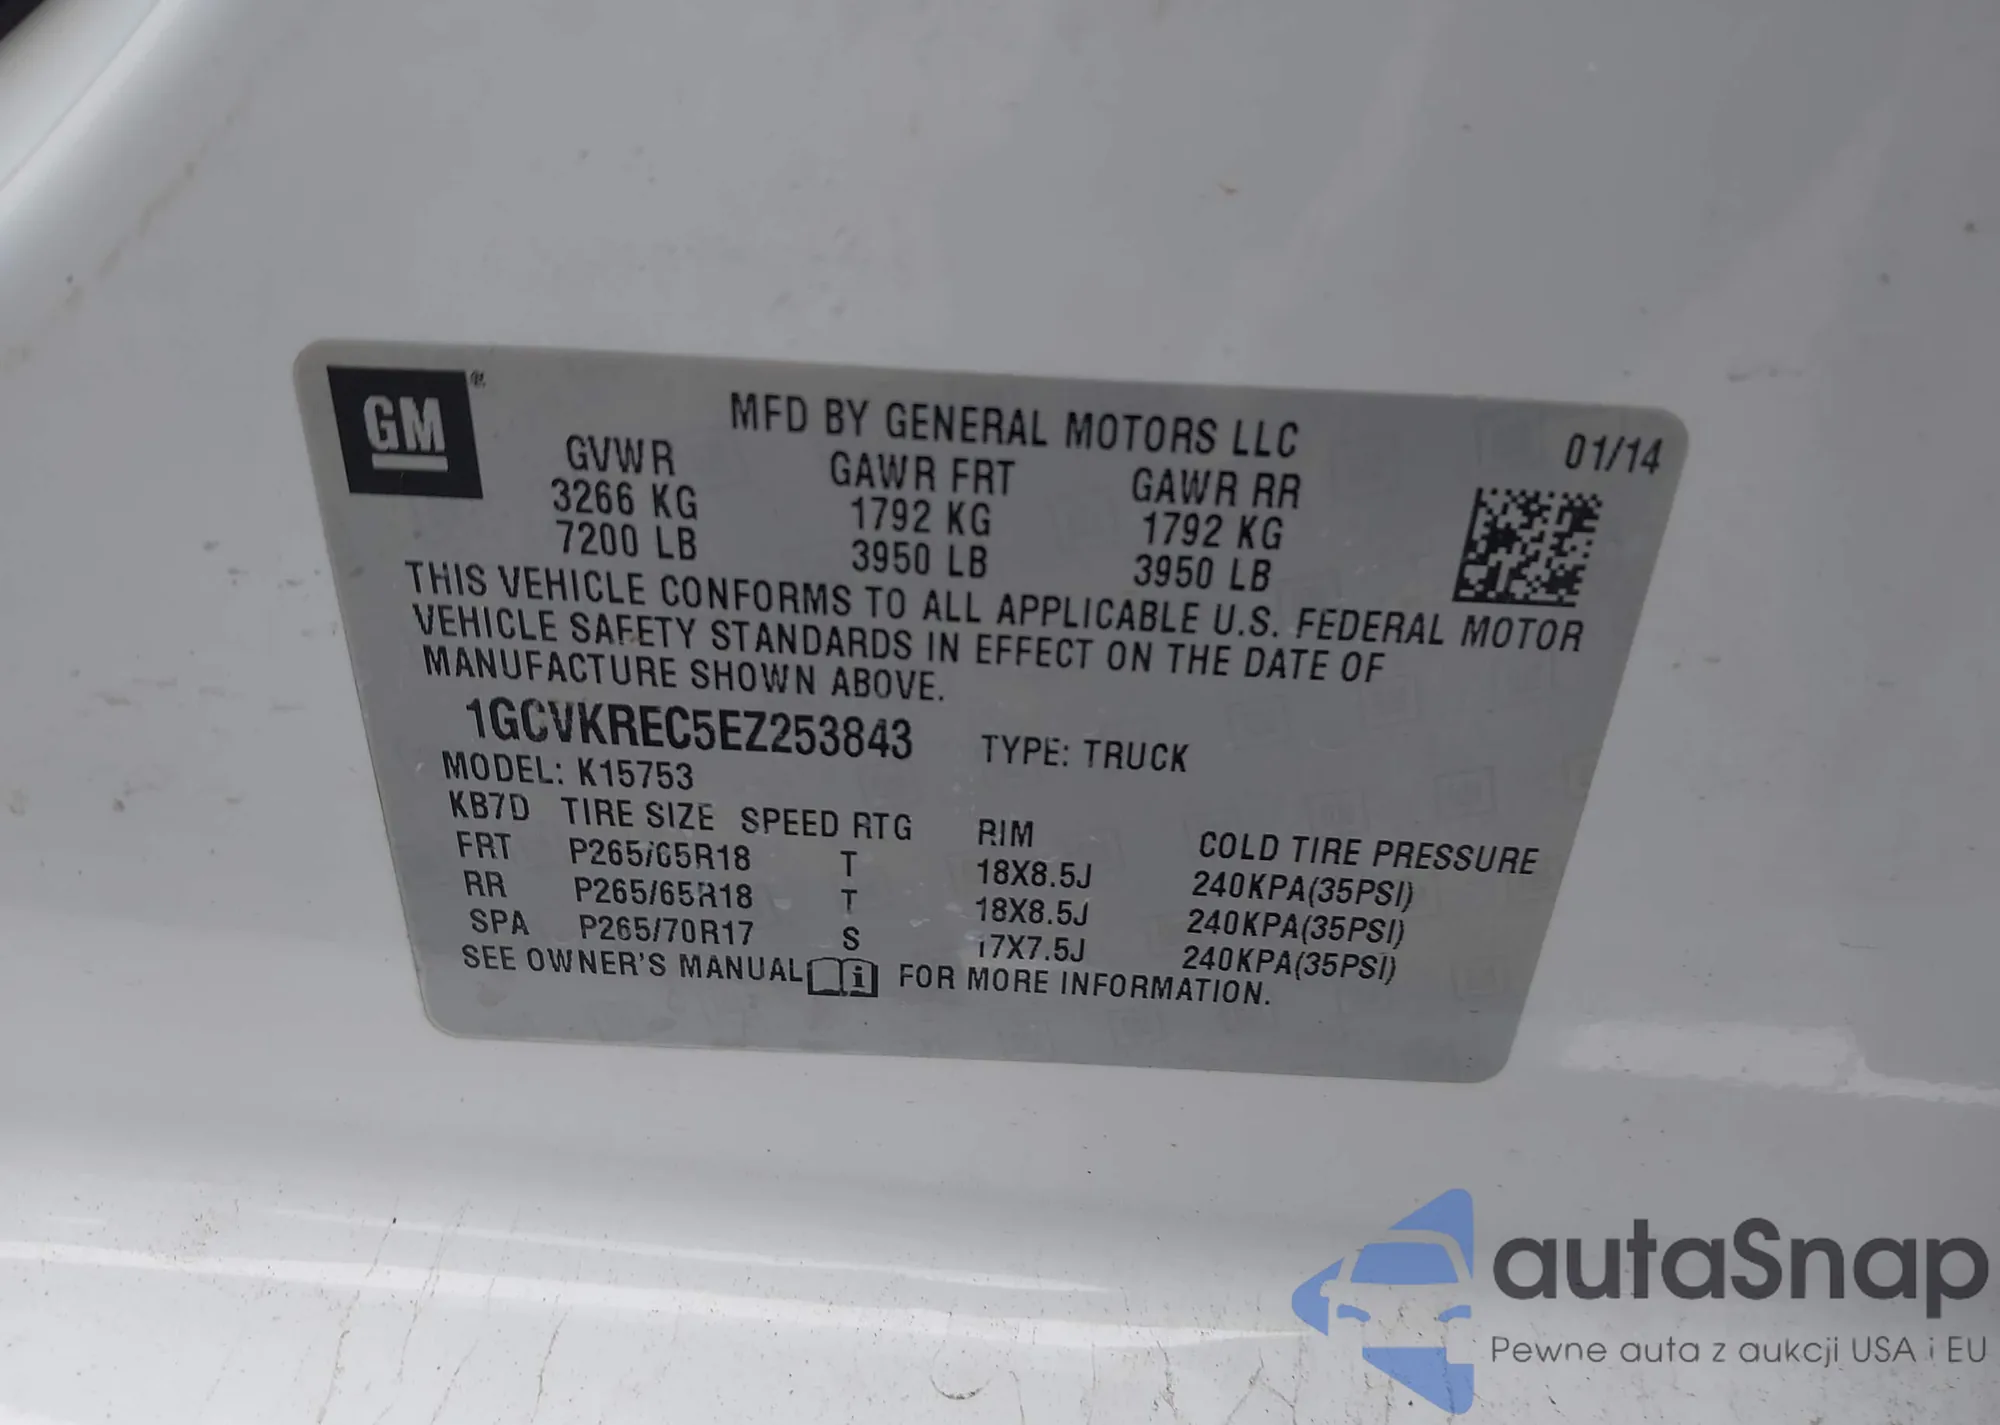 GM®
MFD BY GENERAL MOTORS LLC 01/14
GVWR GAWR FRT GAWR RR
3266 KG 1792 KG 1792 KG
7200 LB 3950 LB 3950 LB
THIS VEHICLE CONFORMS TO ALL APPLICABLE U.S. FEDERAL MOTOR
VEHICLE SAFETY STANDARDS IN EFFECT ON THE DATE OF
MANUFACTURE SHOWN ABOVE.
1GCVKREC5EZ253843 TYPE: TRUCK
MODEL: K15753
KB7D TIRE SIZE SPEED RTG RIM COLD TIRE PRESSURE
FRT P265/65R18 T 18X8.5J 240KPA(35PSI)
RR P265/65R18 T 18X8.5J 240KPA(35PSI)
SPA P265/70R17 S 17X7.5J 240KPA(35PSI)
SEE OWNER'S MANUAL i FOR MORE INFORMATION.
autaSnap
Pewne auta z aukcji USA i EU